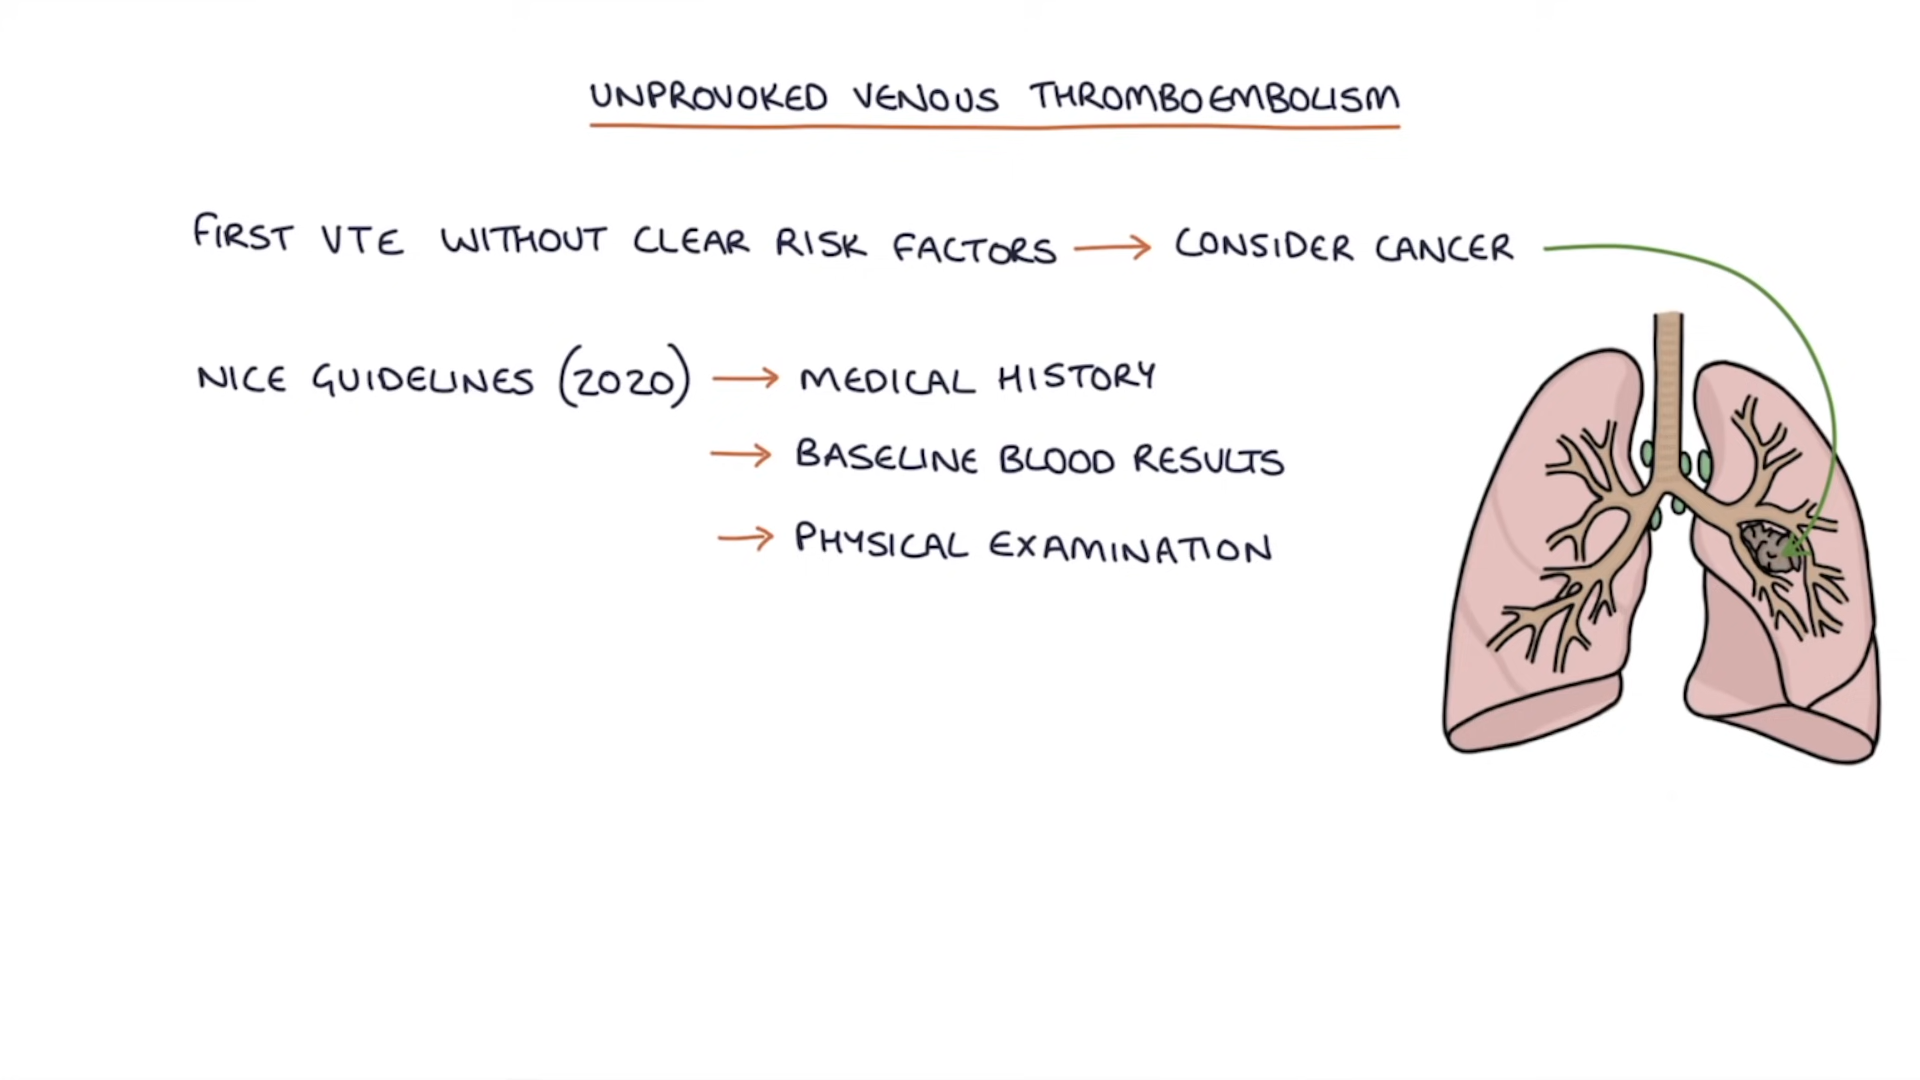 UNPROVOKED VENOUS THROMBOEMBOLISM
FIRST VTE WITHOUT CLEAR RISK FACTORS → CONSIDER CANCER
NICE GUIDELINES (2020) → MEDICAL HISTORY
→ BASELINE BLOOD RESULTS
→ PHYSICAL EXAMINATION